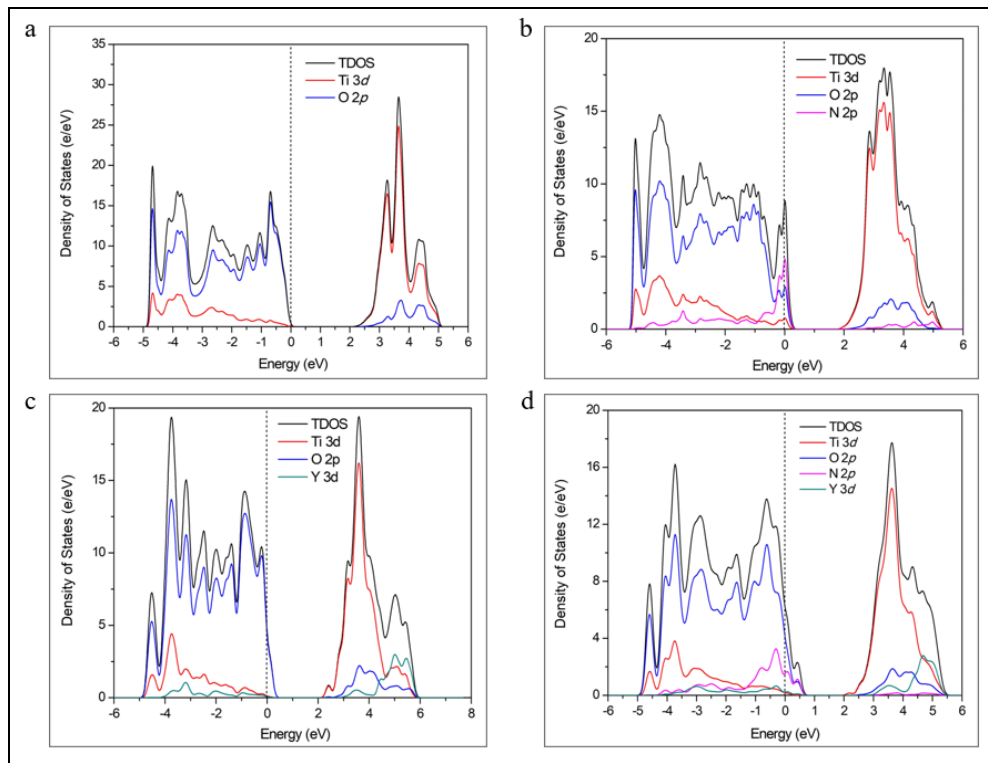 a
35
30
25
20
15
10
5
0
Density of States (e/eV)
TDOS
Ti 3d
O 2p
-6 -5 -4 -3 -2 -1 0 1 2 3 4 5 6
Energy (eV)
b
20
15
10
5
0
Density of States (e/eV)
TDOS
Ti 3d
O 2p
N 2p
-6 -4 -2 0 2 4 6
Energy (eV)
c
20
15
10
5
0
Density of States (e/eV)
TDOS
Ti 3d
O 2p
Y 3d
-6 -4 -2 0 2 4 6 8
Energy (eV)
d
20
16
12
8
4
0
Density of States (e/eV)
TDOS
Ti 3d
O 2p
N 2p
Y 3d
-6 -5 -4 -3 -2 -1 0 1 2 3 4 5 6
Energy (eV)